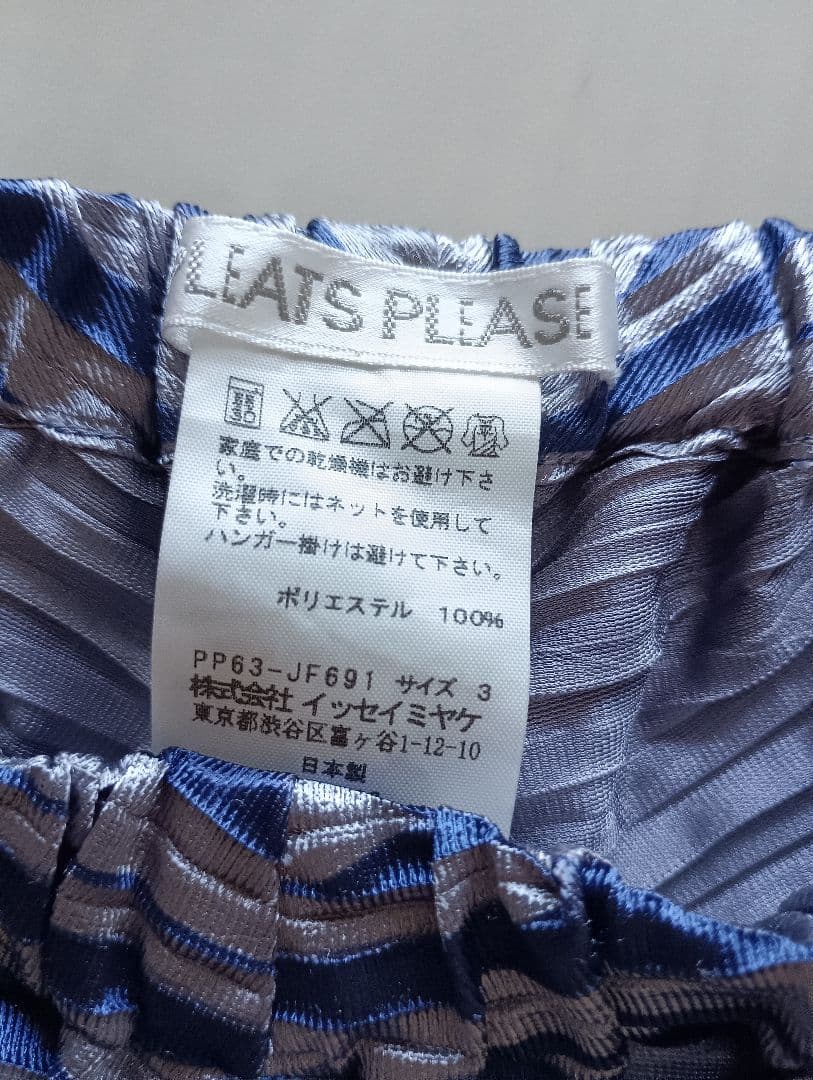 LEATS PLEASE
家庭での乾燥機はお避け下さ
い。
洗濯時にはネットを使用して
下さい。
ハンガー掛けは避けて下さい。
ポリエステル 100%
PP63-JF691 サイズ 3
株式会社 イッセイミヤケ
東京都渋谷区富ヶ谷1-12-10
日本製